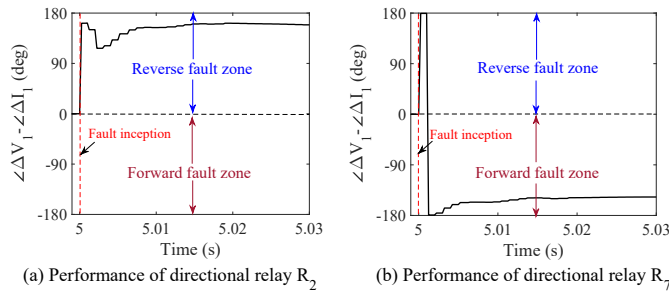 180
90
0
-90
-180
∠ΔV1-∠ΔI1 (deg)
Reverse fault zone
Fault inception
Forward fault zone
5
5.01
5.02
5.03
Time (s)
(a) Performance of directional relay R2
180
90
0
-90
-180
∠ΔV1-∠ΔI1 (deg)
Reverse fault zone
Fault inception
Forward fault zone
5
5.01
5.02
5.03
Time (s)
(b) Performance of directional relay R7